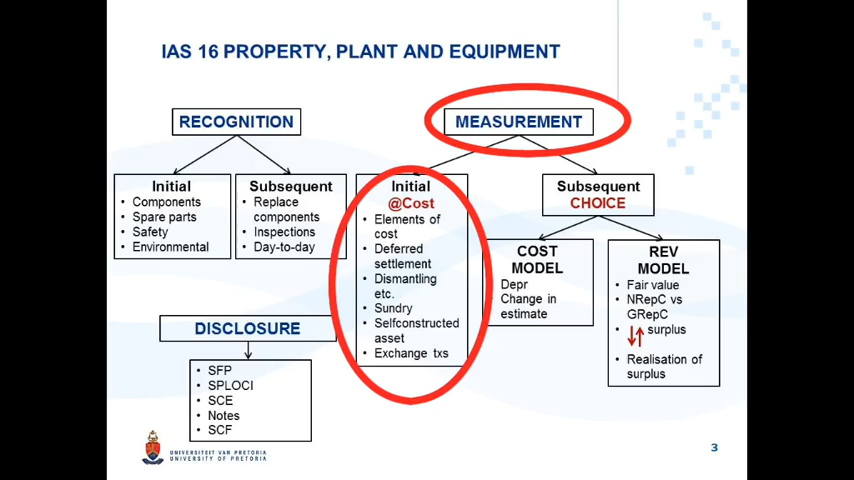 IAS 16 PROPERTY, PLANT AND EQUIPMENT
RECOGNITION
Initial
• Components
• Spare parts
• Safety
• Environmental
Subsequent
• Replace
components
• Inspections
• Day-to-day
MEASUREMENT
Initial
@Cost
• Elements of
cost
• Deferred
settlement
• Dismantling
etc.
• Sundry
• Selfconstructed
asset
• Exchange txs
Subsequent
CHOICE
COST
MODEL
Depr
Change in
estimate
REV
MODEL
• Fair value
• NRepC vs
GRepC
• ↓↑ surplus
• Realisation of
surplus
DISCLOSURE
• SFP
• SPLOCI
• SCE
• Notes
• SCF
UNIVERSITEIT VAN PRETORIA
UNIVERSITY OF PRETORIA
3